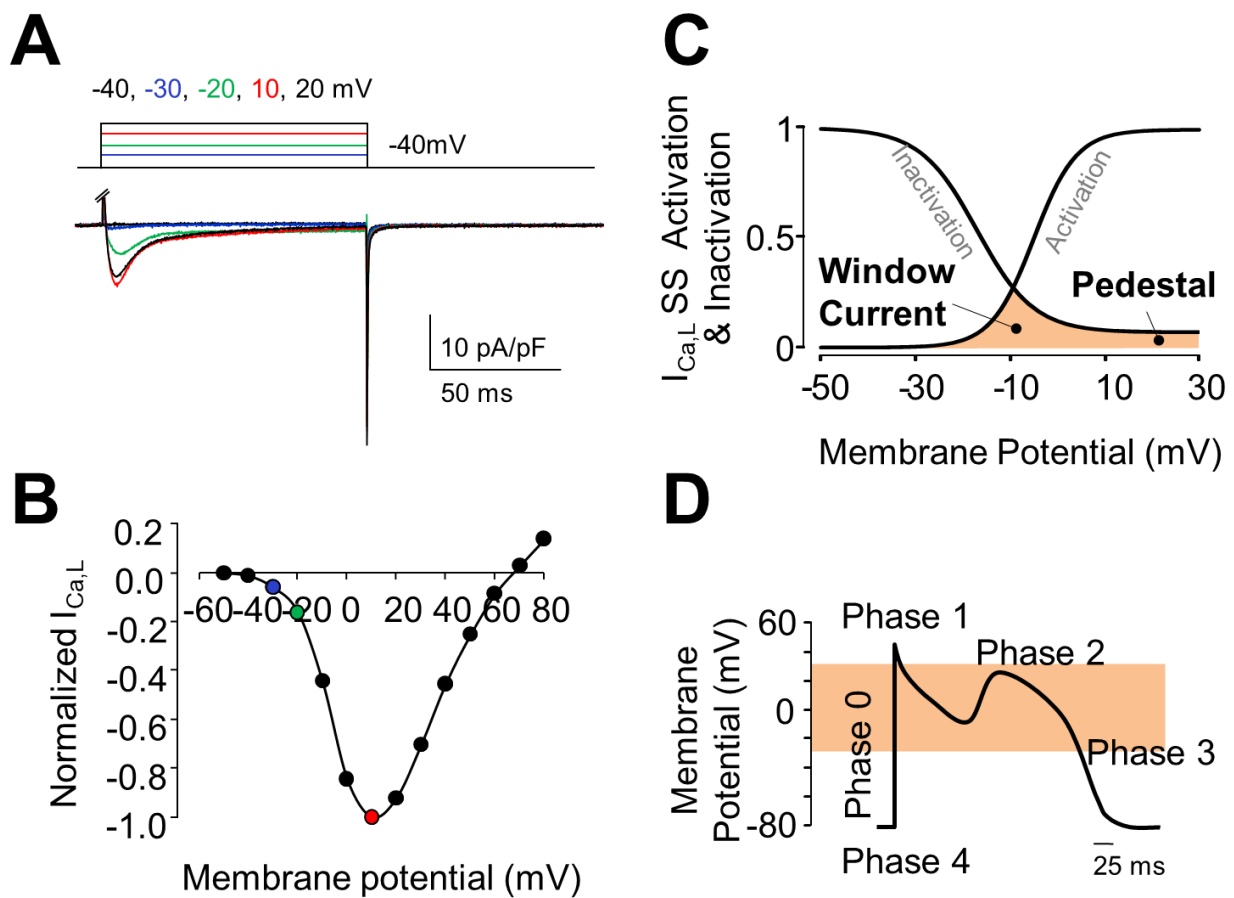 A
-40, -30, -20, 10, 20 mV
-40mV
10 pA/pF
50 ms
B
Normalized I_Ca,L
0.2
0.0
-0.2
-0.4
-0.6
-0.8
-1.0
-60 -40 -20 0 20 40 60 80
Membrane potential (mV)
C
I_Ca,L SS Activation
& Inactivation
1
0.5
0
Inactivation
Activation
Window
Current
Pedestal
-50 -30 -10 10 30
Membrane Potential (mV)
D
Membrane
Potential (mV)
60
0
-80
Phase 1
Phase 2
Phase 0
Phase 3
Phase 4
25 ms